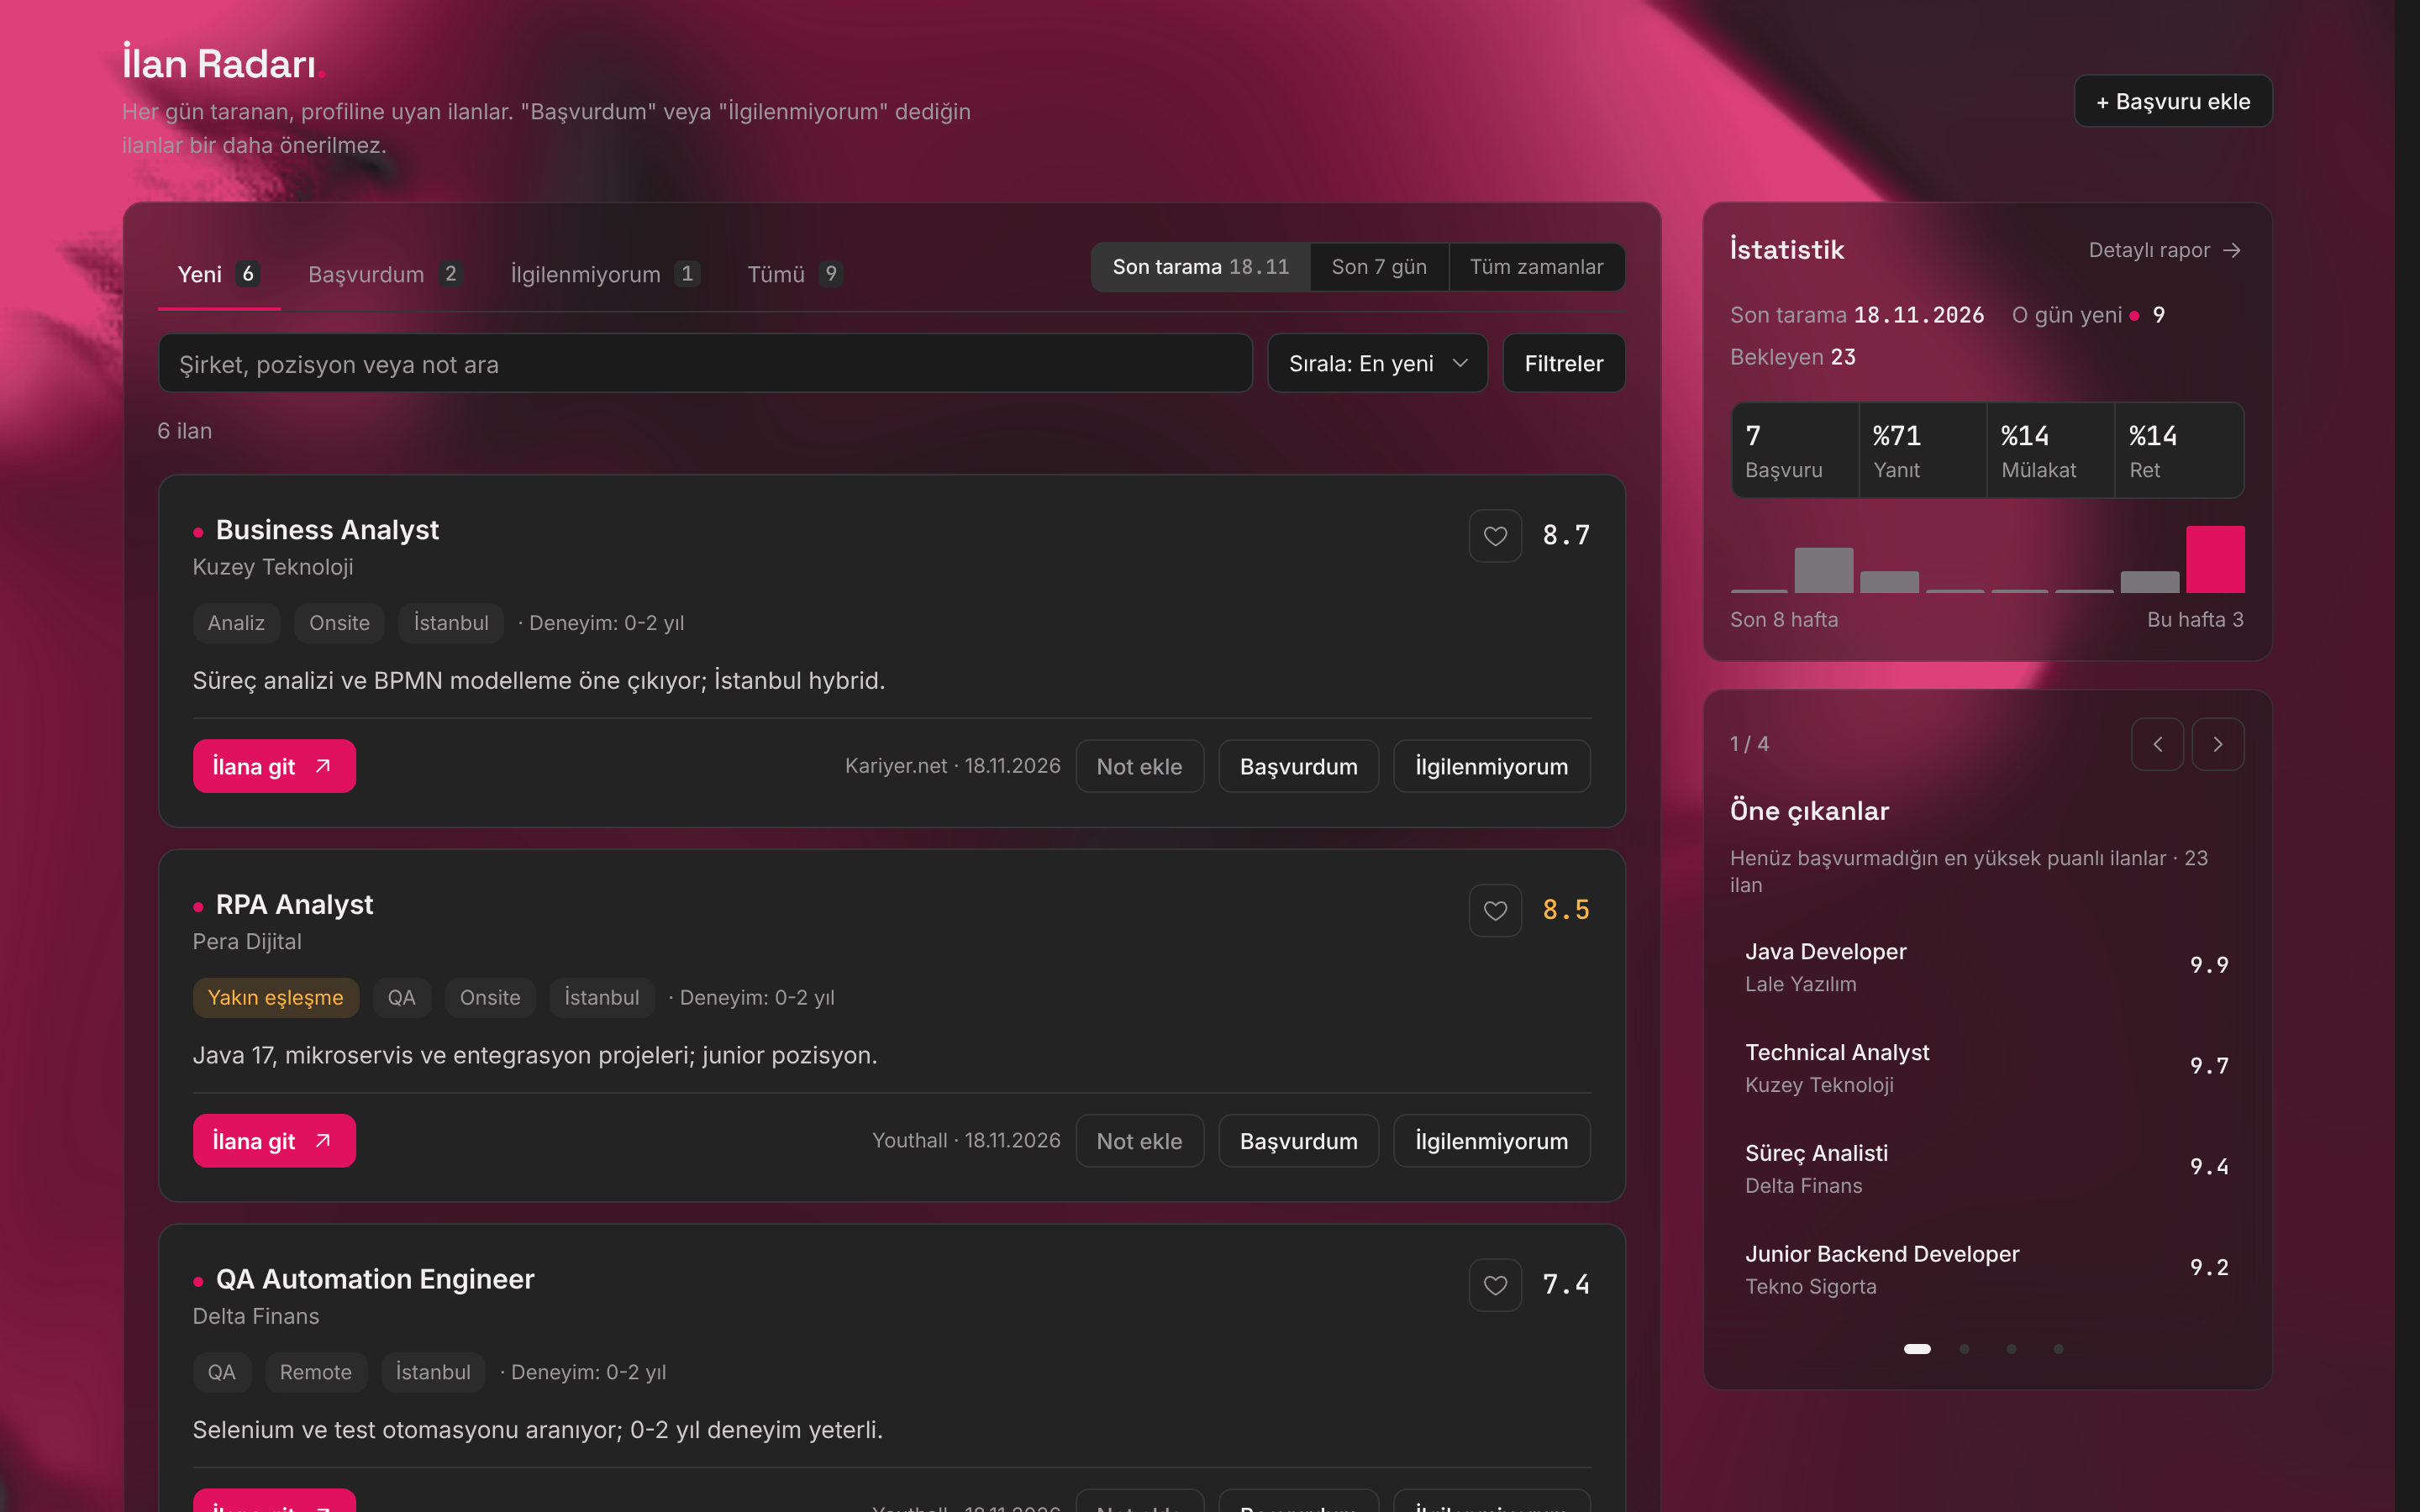 İlan Radarı.
Her gün taranan, profiline uyan ilanlar. "Başvurdum" veya "İlgilenmiyorum" dediğin
ilanlar bir daha önerilmez.
+ Başvuru ekle
Yeni 6 Başvurdum 2 İlgilenmiyorum 1 Tümü 9
Son tarama 18.11 Son 7 gün Tüm zamanlar
Şirket, pozisyon veya not ara
Sırala: En yeni
Filtreler
6 ilan
Business Analyst
8.7
Kuzey Teknoloji
Analiz Onsite İstanbul · Deneyim: 0-2 yıl
Süreç analizi ve BPMN modelleme öne çıkıyor; İstanbul hybrid.
İlana git
Kariyer.net · 18.11.2026 Not ekle Başvurdum İlgilenmiyorum
RPA Analyst
8.5
Pera Dijital
Yakın eşleşme QA Onsite İstanbul · Deneyim: 0-2 yıl
Java 17, mikroservis ve entegrasyon projeleri; junior pozisyon.
İlana git
Youthall · 18.11.2026 Not ekle Başvurdum İlgilenmiyorum
QA Automation Engineer
7.4
Delta Finans
QA Remote İstanbul · Deneyim: 0-2 yıl
Selenium ve test otomasyonu aranıyor; 0-2 yıl deneyim yeterli.
İlana git
Youthall · 18.11.2026 Not ekle Başvurdum İlgilenmiyorum
İstatistik
Detaylı rapor →
Son tarama 18.11.2026 O gün yeni 9
Bekleyen 23
7 %71 %14 %14
Başvuru Yanıt Mülakat Ret
Son 8 hafta Bu hafta 3
1 / 4
Öne çıkanlar
Henüz başvurmadığın en yüksek puanlı ilanlar · 23
ilan
Java Developer
Lale Yazılım
9.9
Technical Analyst
Kuzey Teknoloji
9.7
Süreç Analisti
Delta Finans
9.4
Junior Backend Developer
Tekno Sigorta
9.2